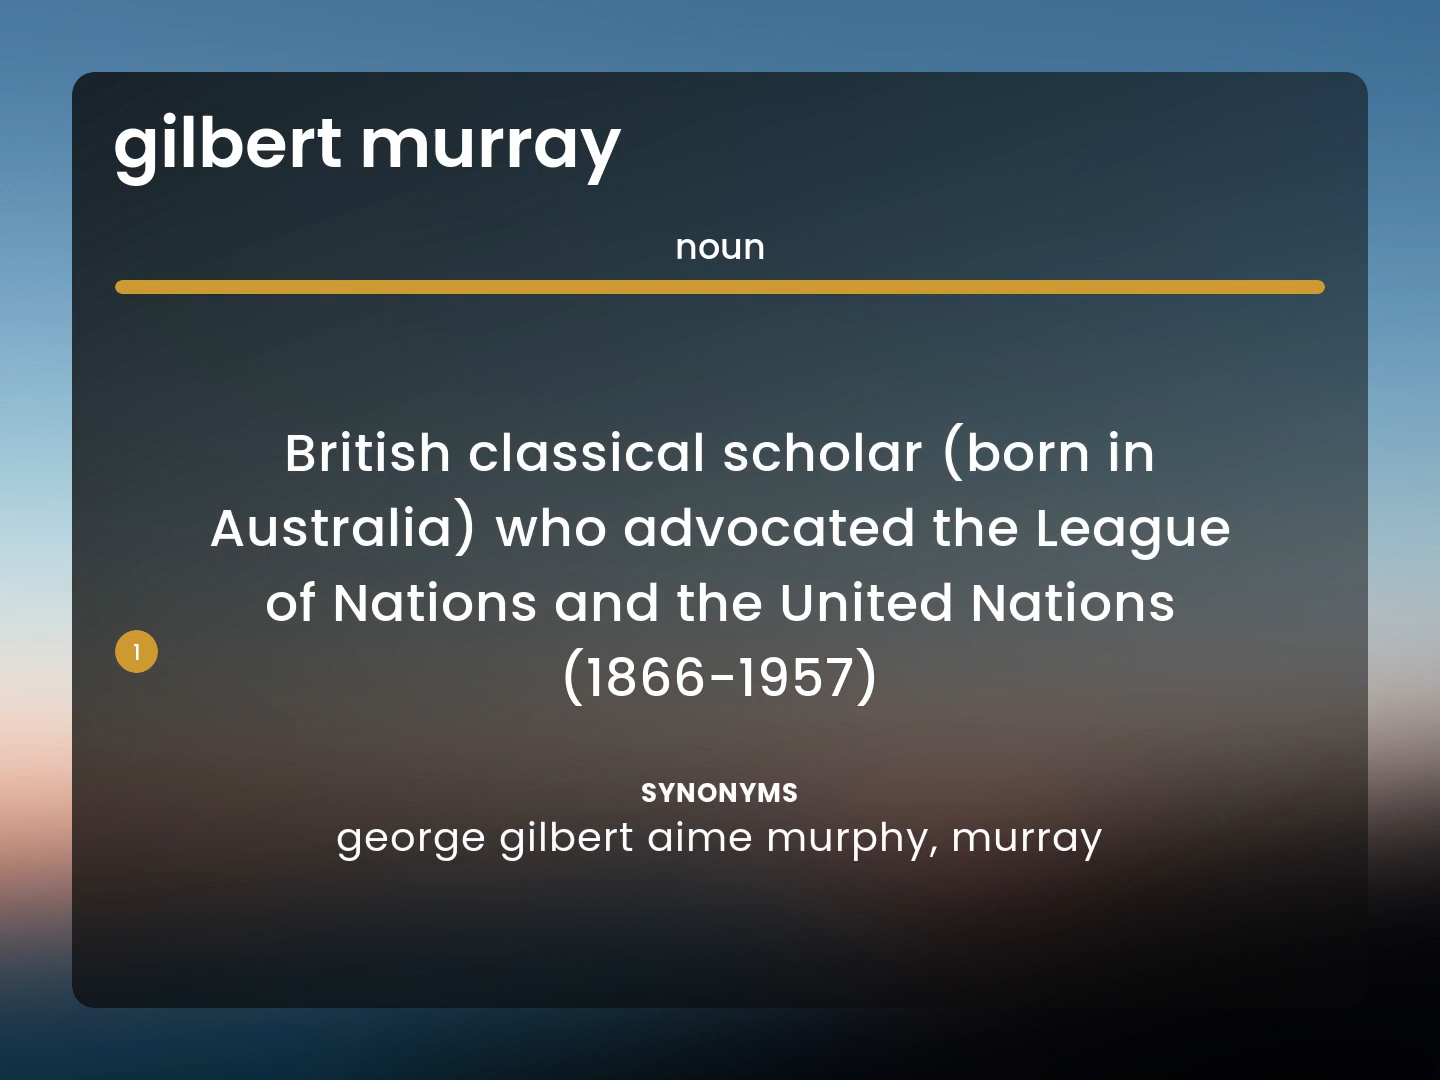 gilbert murray
noun
British classical scholar (born in
Australia) who advocated the League
of Nations and the United Nations
1
(1866-1957)
SYNONYMS
george gilbert aime murphy, murray